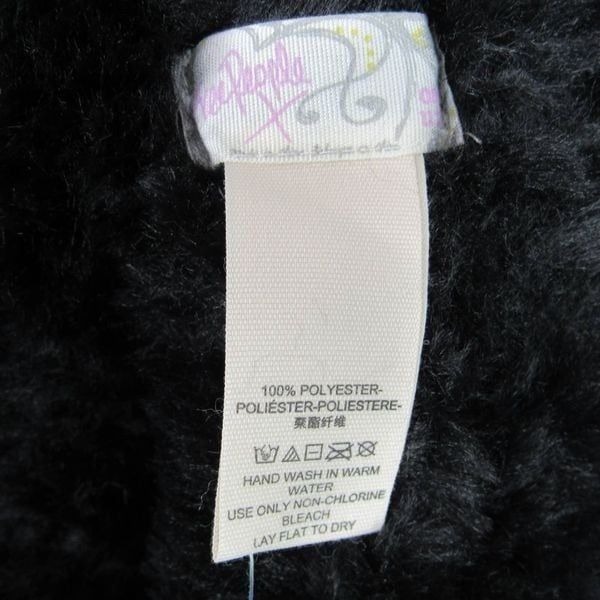 People
100% POLYESTER-
POLIÉSTER-POLIESTERE-
聚酯纤维
HAND WASH IN WARM
WATER
USE ONLY NON-CHLORINE
BLEACH
LAY FLAT TO DRY